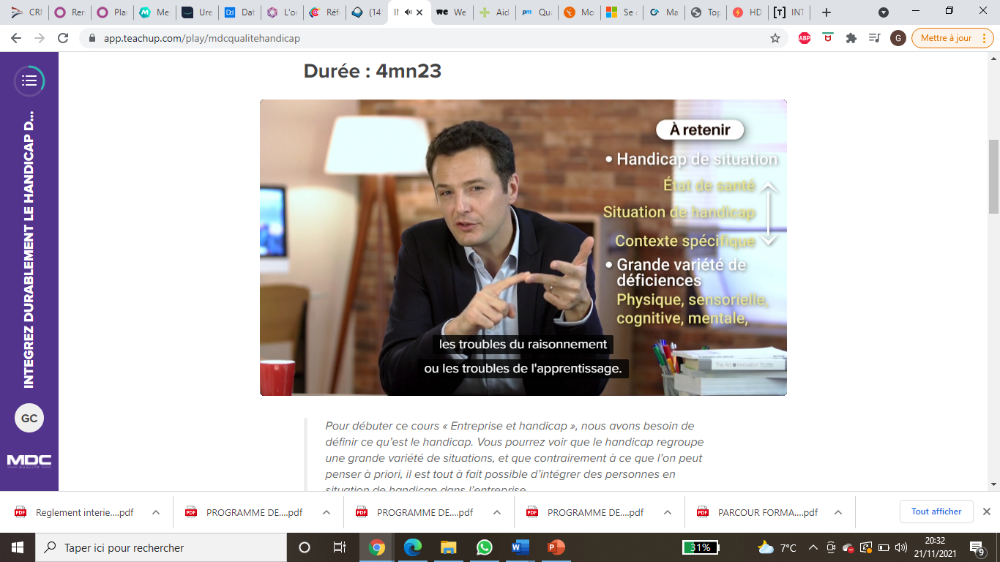 CRI
Ren
Plar
Me
Ure
Dat
L'or
Réf
(14
II
We
Aid
Qua
Mo
Se
Ma
Top
HD
INT
app.teachup.com/play/mdcqualitehandicap
ABP
G
Mettre à jour
INTEGREZ DURABLEMENT LE HANDICAP D...
GC
MDC
QUALITÉ
Durée : 4mn23
À retenir
• Handicap de situation
État de santé
Situation de handicap
Contexte spécifique
• Grande variété de
déficiences
Physique, sensorielle,
cognitive, mentale,
les troubles du raisonnement
ou les troubles de l'apprentissage.
Pour débuter ce cours « Entreprise et handicap », nous avons besoin de
définir ce qu'est le handicap. Vous pourrez voir que le handicap regroupe
une grande variété de situations, et que contrairement à ce que l'on peut
penser à priori, il est tout à fait possible d'intégrer des personnes en
situation de handicap dans l'entreprise
Reglement interie....pdf
PROGRAMME DE....pdf
PROGRAMME DE....pdf
PROGRAMME DE....pdf
PARCOUR FORMA....pdf
Tout afficher
Taper ici pour rechercher
31%
7°C
20:32
21/11/2021
9